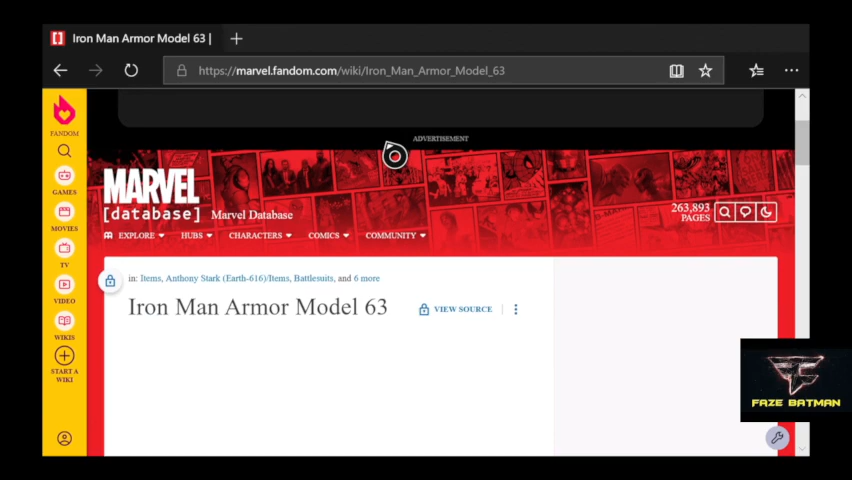 Iron Man Armor Model 63 |
https://marvel.fandom.com/wiki/Iron_Man_Armor_Model_63
FANDOM
GAMES
MOVIES
TV
VIDEO
WIKIS
START A
WIKI
ADVERTISEMENT
MARVEL
[database] Marvel Database
263,893
PAGES
EXPLORE HUBS CHARACTERS COMICS COMMUNITY
in: Items, Anthony Stark (Earth-616)/Items, Battlesuits, and 6 more
Iron Man Armor Model 63
VIEW SOURCE
FAZE BATMAN